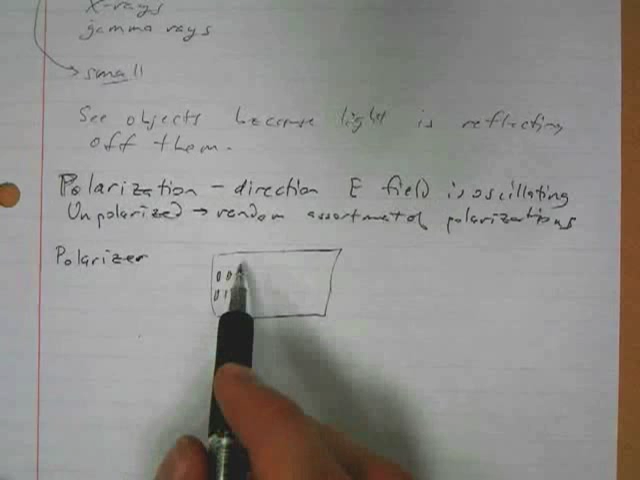 x-rays
gamma rays
small
See objects because light is reflecting
off them.
Polarization - direction E field is oscillating
Unpolarized → random assortment of polarizations
Polarizer